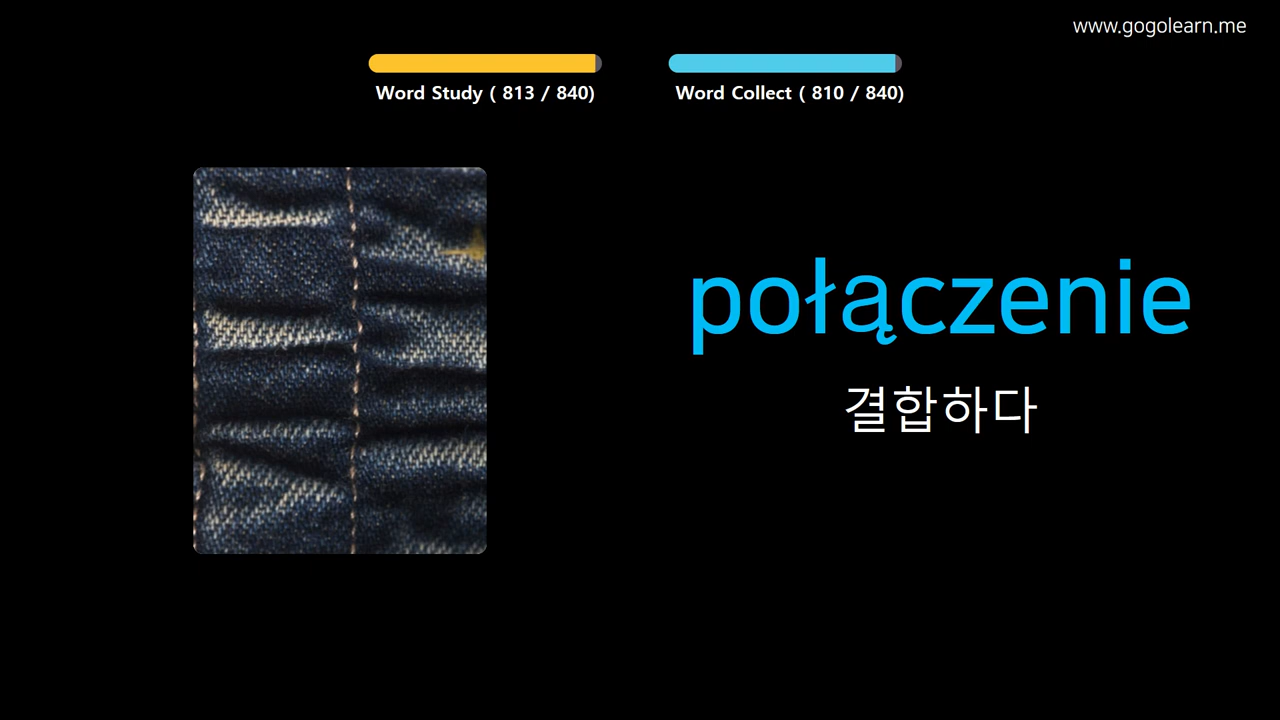 www.gogolearn.me
Word Study ( 813 / 840)
Word Collect ( 810 / 840)
połączenie
결합하다